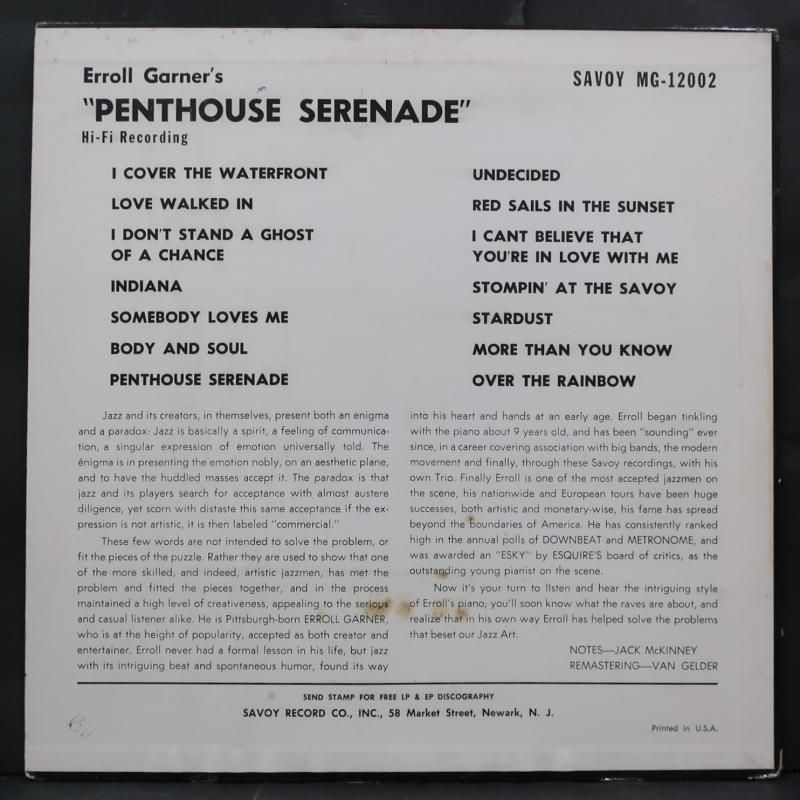 Erroll Garner's
SAVOY MG-12002
"PENTHOUSE SERENADE"
Hi-Fi Recording
I COVER THE WATERFRONT
LOVE WALKED IN
I DON'T STAND A GHOST
OF A CHANCE
INDIANA
SOMEBODY LOVES ME
BODY AND SOUL
PENTHOUSE SERENADE
UNDECIDED
RED SAILS IN THE SUNSET
I CANT BELIEVE THAT
YOU'RE IN LOVE WITH ME
STOMPIN' AT THE SAVOY
STARDUST
MORE THAN YOU KNOW
OVER THE RAINBOW
Jazz and its creators, in themselves, present both an enigma
and a paradox: Jazz is basically a spirit, a feeling of communica-
tion, a singular expression of emotion universally told. The
énigma is in presenting the emotion nobly, on an aesthetic plane,
and to have the huddled masses accept it. The paradox is that
jazz and its players search for acceptance with almost austere
diligence, yet scorn with distaste this same acceptance if the ex-
pression is not artistic, it is then labeled "commercial."
These few words are not intended to solve the problem, or
fit the pieces of the puzzle. Rather they are used to show that one
of the more skilled, and indeed, artistic jazzmen, has met the
problem and fitted the pieces together, and in the process
maintained a high level of creativeness, appealing to the serious
and casual listener alike. He is Pittsburgh-born ERROLL GARNER,
who is at the height of popularity, accepted as both creator and
entertainer. Erroll never had a formal lesson in his life, but jazz
with its intriguing beat and spontaneous humor, found its way
into his heart and hands at an early age. Erroll began tinkling
with the piano about 9 years old, and has been "sounding" ever
since, in a career covering association with big bands, the modern
movement and finally, through these Savoy recordings, with his
own Trio. Finally Erroll is one of the most accepted jazzmen on
the scene, his nationwide and European tours have been huge
successes, both artistic and monetary-wise, his fame has spread
beyond the boundaries of America. He has consistently ranked
high in the annual polls of DOWNBEAT and METRONOME, and
was awarded an "ESKY" by ESQUIRE'S board of critics, as the
outstanding young pianist on the scene.
Now it's your turn to listen and hear the intriguing style
of Erroll's piano; you'll soon know what the raves are about, and
realize that in his own way Erroll has helped solve the problems
that beset our Jazz Art.
NOTES—JACK McKINNEY
REMASTERING—VAN GELDER
SEND STAMP FOR FREE LP & EP DISCOGRAPHY
SAVOY RECORD CO., INC., 58 Market Street, Newark, N. J.
Printed in U.S.A.